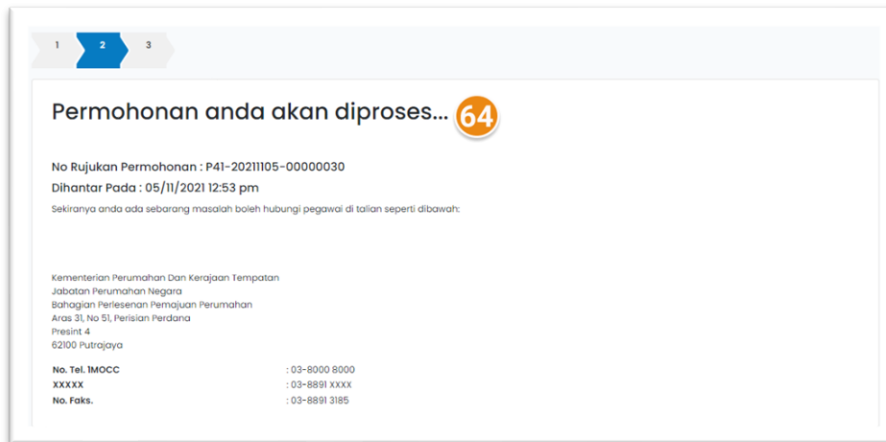 1 2 3
Permohonan anda akan diproses... 64
No Rujukan Permohonan : P41-20211105-00000030
Dihantar Pada : 05/11/2021 12:53 pm
Sekiranya anda ada sebarang masalah boleh hubungi pegawai di talian seperti dibawah:
Kementerian Perumahan Dan Kerajaan Tempatan
Jabatan Perumahan Negara
Bahagian Perlesenan Pemajuan Perumahan
Aras 31, No 51, Perisian Perdana
Presint 4
62100 Putrajaya
No. Tel. 1MOCC : 03-8000 8000
XXXXX : 03-8891 XXXX
No. Faks. : 03-8891 3185